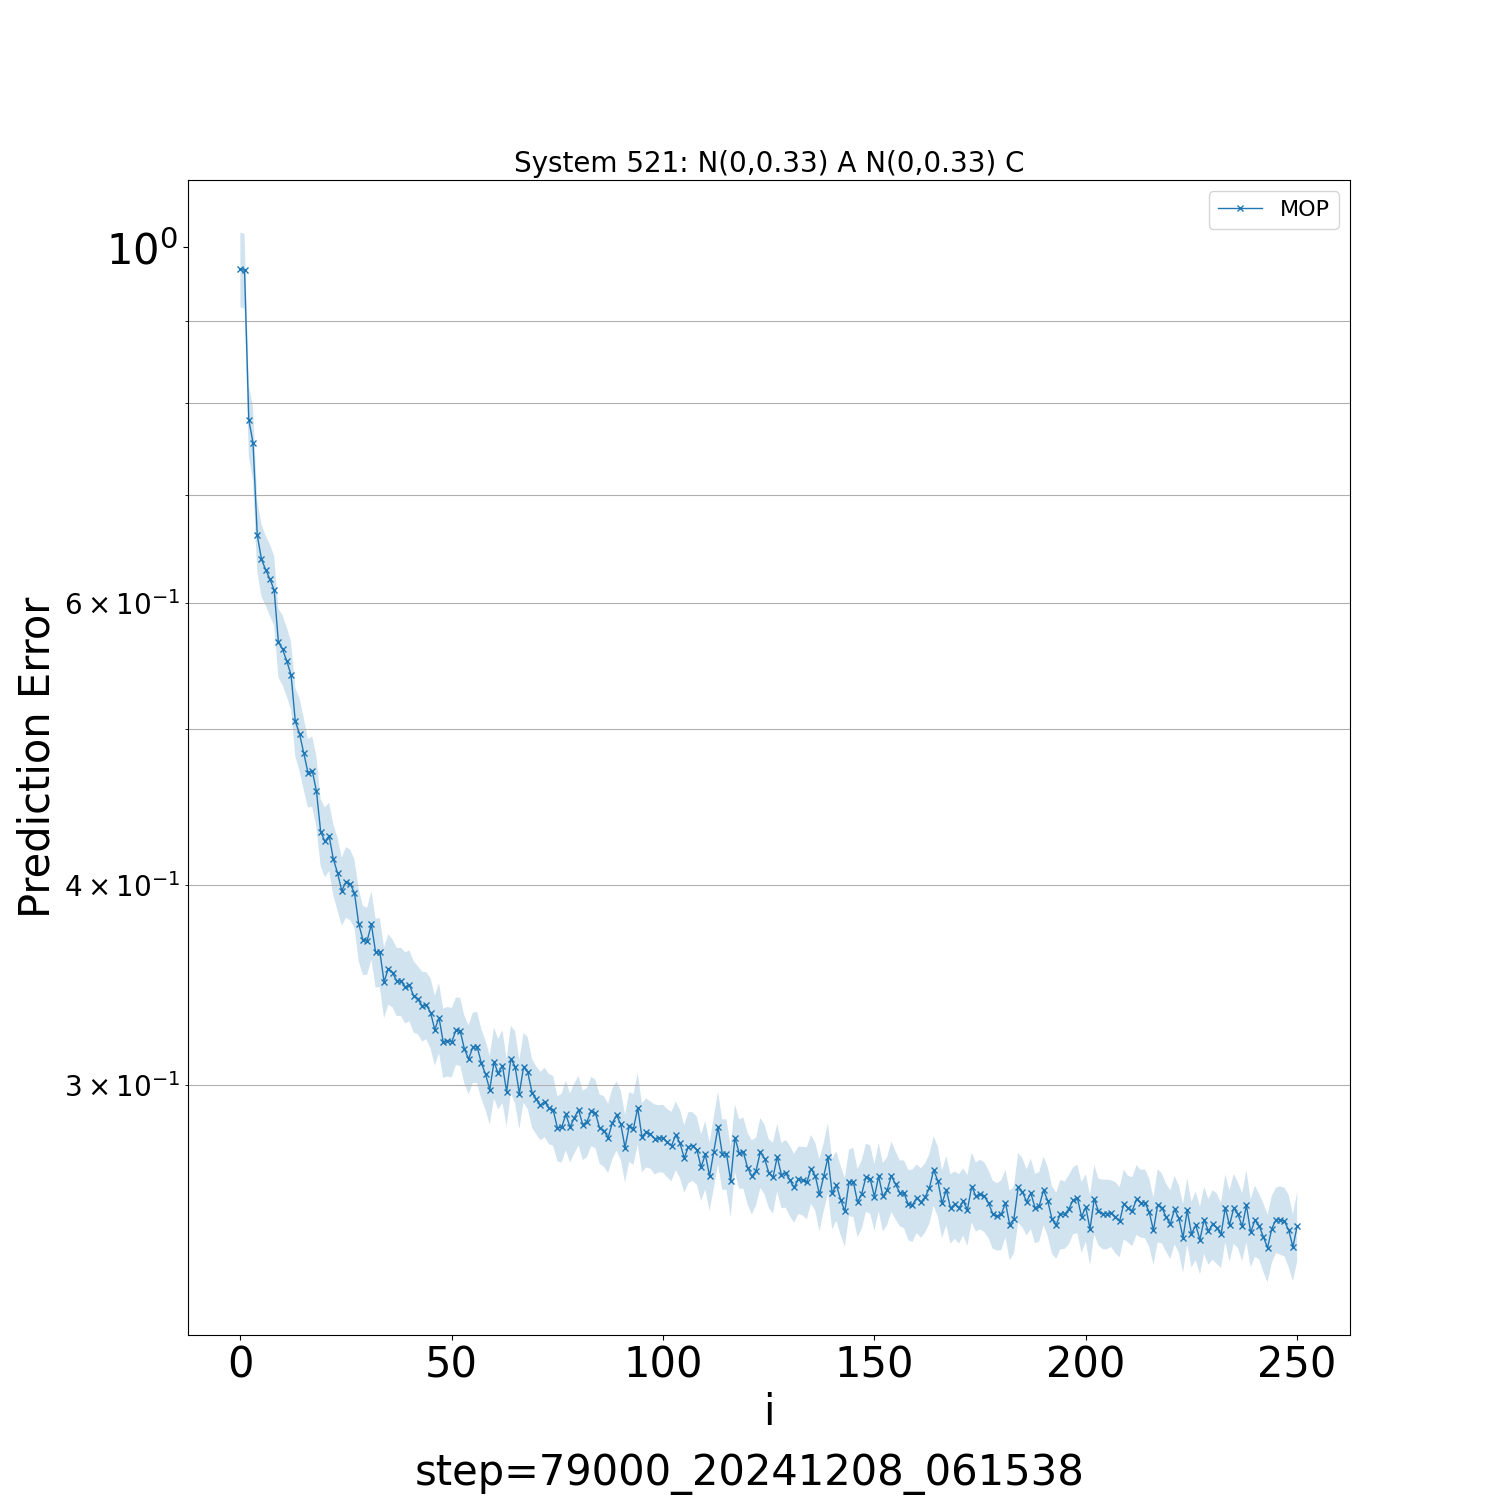 System 521: N(0,0.33) A N(0,0.33) C
MOP
10⁰
6 × 10⁻¹
4 × 10⁻¹
3 × 10⁻¹
Prediction Error
0 50 100 150 200 250
i
step=79000_20241208_061538